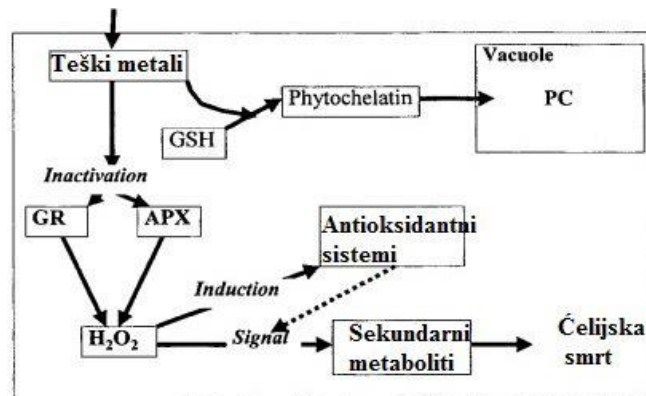 Teški metali
Vacuole
PC
Phytochelatin
GSH
Inactivation
GR
APX
Antioksidantni
sistemi
Induction
H₂O₂
Signal
Sekundarni
metaboliti
Ćelijska
smrt